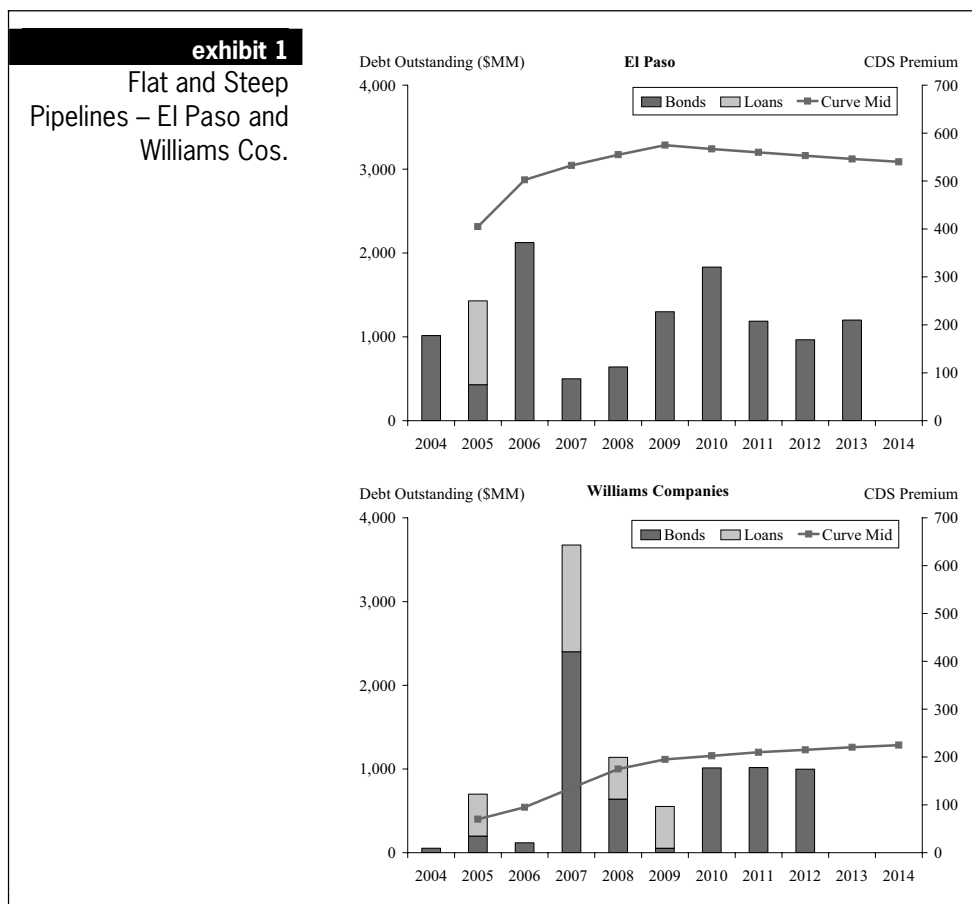 exhibit 1
Flat and Steep
Pipelines – El Paso and
Williams Cos.
Debt Outstanding ($MM) El Paso CDS Premium
Bonds Loans Curve Mid
4,000
3,000
2,000
1,000
0
700
600
500
400
300
200
100
0
2004 2005 2006 2007 2008 2009 2010 2011 2012 2013 2014
Debt Outstanding ($MM) Williams Companies CDS Premium
Bonds Loans Curve Mid
4,000
3,000
2,000
1,000
0
700
600
500
400
300
200
100
0
2004 2005 2006 2007 2008 2009 2010 2011 2012 2013 2014